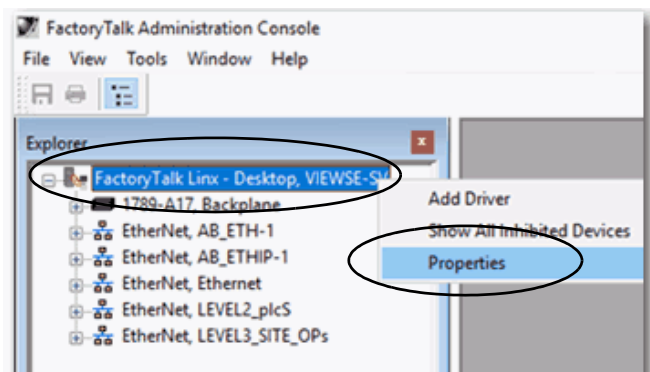 FactoryTalk Administration Console
File View Tools Window Help
Explorer
x
FactoryTalk Linx - Desktop, VIEWSE-SV
1789-A17, Backplane
EtherNet, AB_ETH-1
EtherNet, AB_ETHIP-1
EtherNet, Ethernet
EtherNet, LEVEL2_plcS
EtherNet, LEVEL3_SITE_OPs
Add Driver
Show All Inhibited Devices
Properties